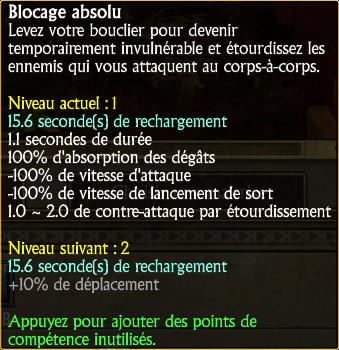 Blocage absolu
Levez votre bouclier pour devenir
temporairement invulnérable et étourdissez les
ennemis qui vous attaquent au corps-à-corps.
Niveau actuel : 1
15.6 seconde(s) de rechargement
1.1 secondes de durée
100% d'absorption des dégâts
-100% de vitesse d'attaque
-100% de vitesse de lancement de sort
1.0 ~ 2.0 de contre-attaque par étourdissement
Niveau suivant : 2
15.6 seconde(s) de rechargement
+10% de déplacement
Appuyez pour ajouter des points de
compétence inutilisés.